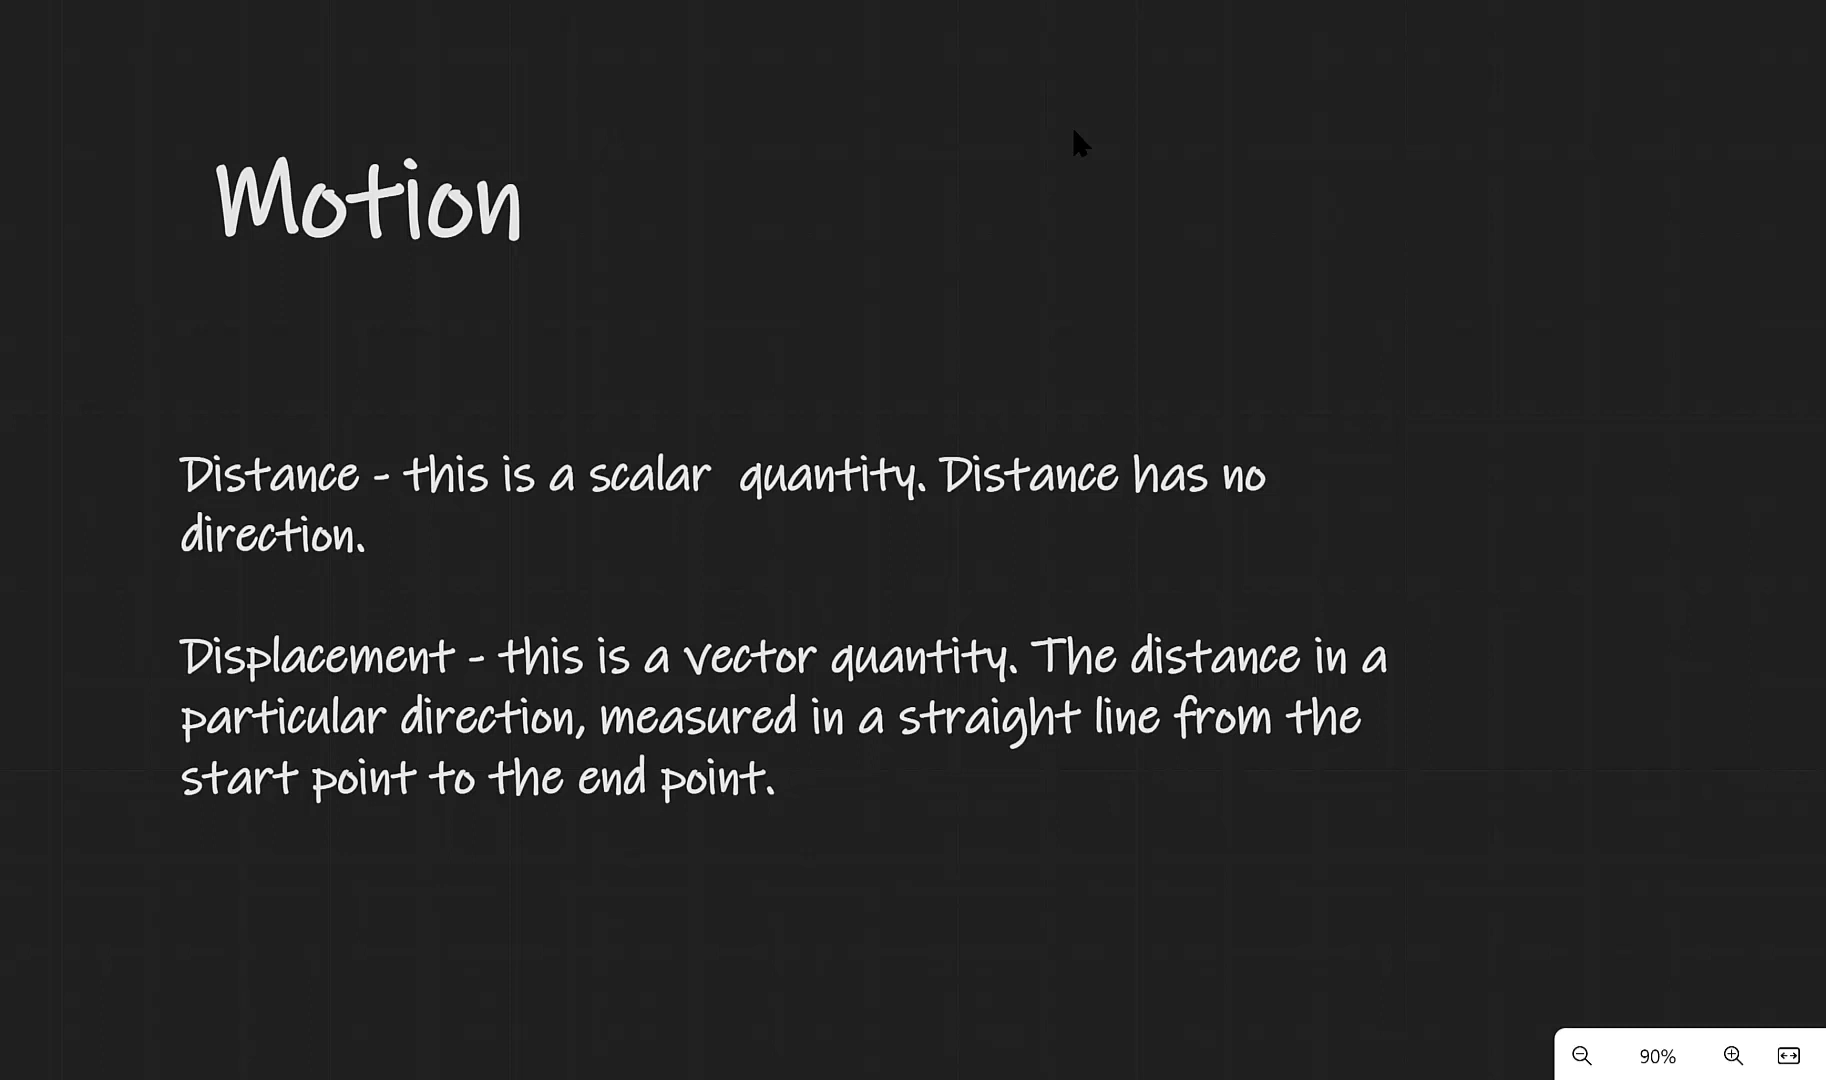 Motion
Distance - this is a scalar  quantity. Distance has no
direction.
Displacement - this is a vector quantity. The distance in a
particular direction, measured in a straight line from the
start point to the end point.
90%